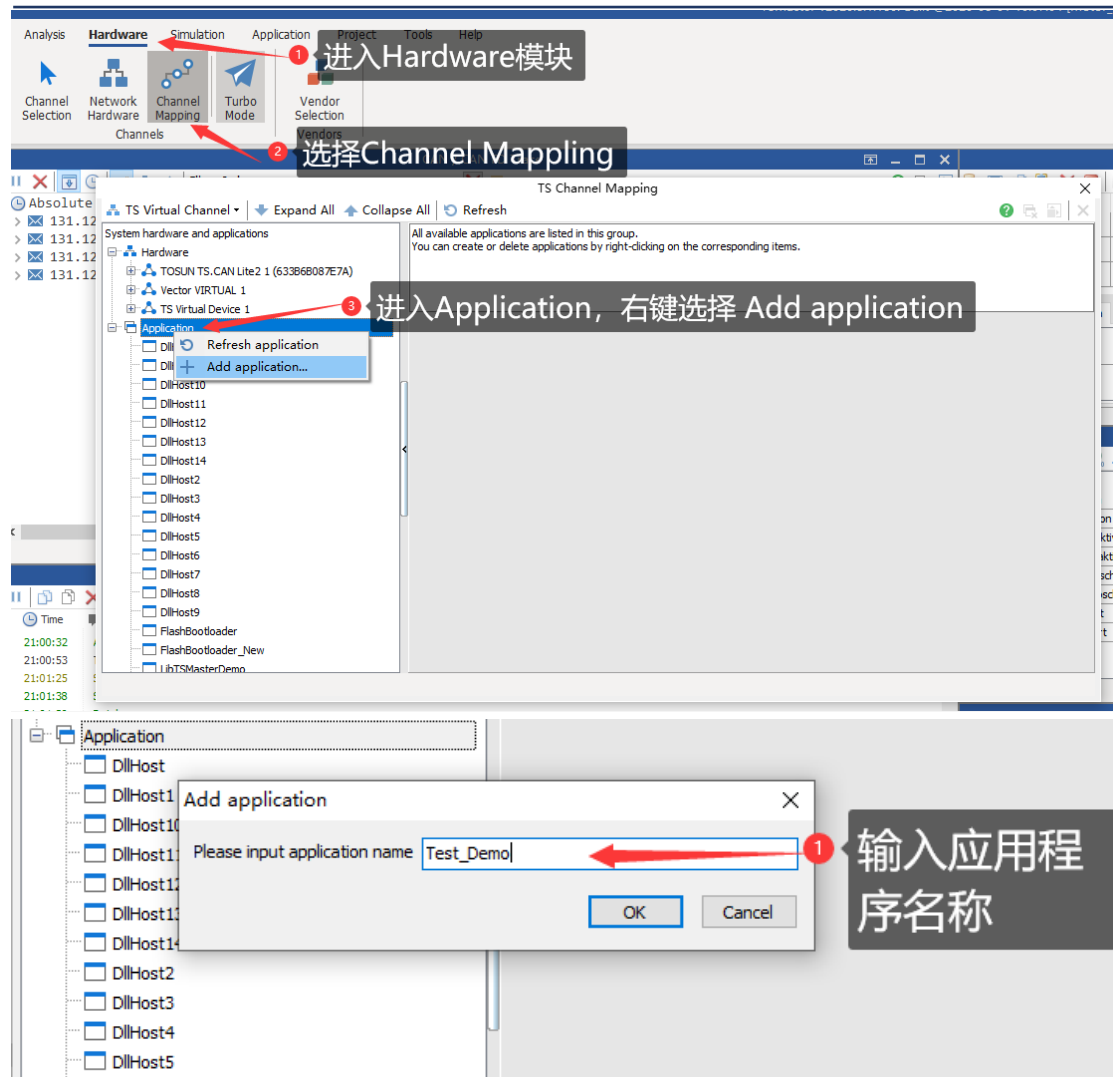 Analysis Hardware Simulation Application Project Tools Help
1 进入Hardware模块
Channel Selection
Network Hardware
Channel Mapping
Turbo Mode
Vendor Selection
Channels
Vendors
2 选择Channel Mappling
TS Channel Mapping
Absolute
TS Virtual Channel Expand All Collapse All Refresh
131.12
131.12
131.12
131.12
System hardware and applications
All available applications are listed in this group.
You can create or delete applications by right-clicking on the corresponding items.
Hardware
TOSUN TS.CAN Lite2 1 (633B6B087E7A)
Vector VIRTUAL 1
TS Virtual Device 1
3 进入Application，右键选择 Add application
Application
Refresh application
Add application...
DllHost10
DllHost11
DllHost12
DllHost13
DllHost14
DllHost2
DllHost3
DllHost4
DllHost5
DllHost6
DllHost7
DllHost8
DllHost9
FlashBootloader
FlashBootloader_New
LibTSMasterDemo
Time
21:00:32
21:00:53
21:01:25
21:01:38
Application
DllHost
DllHost1
DllHost10
DllHost11
DllHost12
DllHost13
DllHost14
DllHost2
DllHost3
DllHost4
DllHost5
Add application
Please input application name Test_Demo
OK Cancel
1 输入应用程
序名称